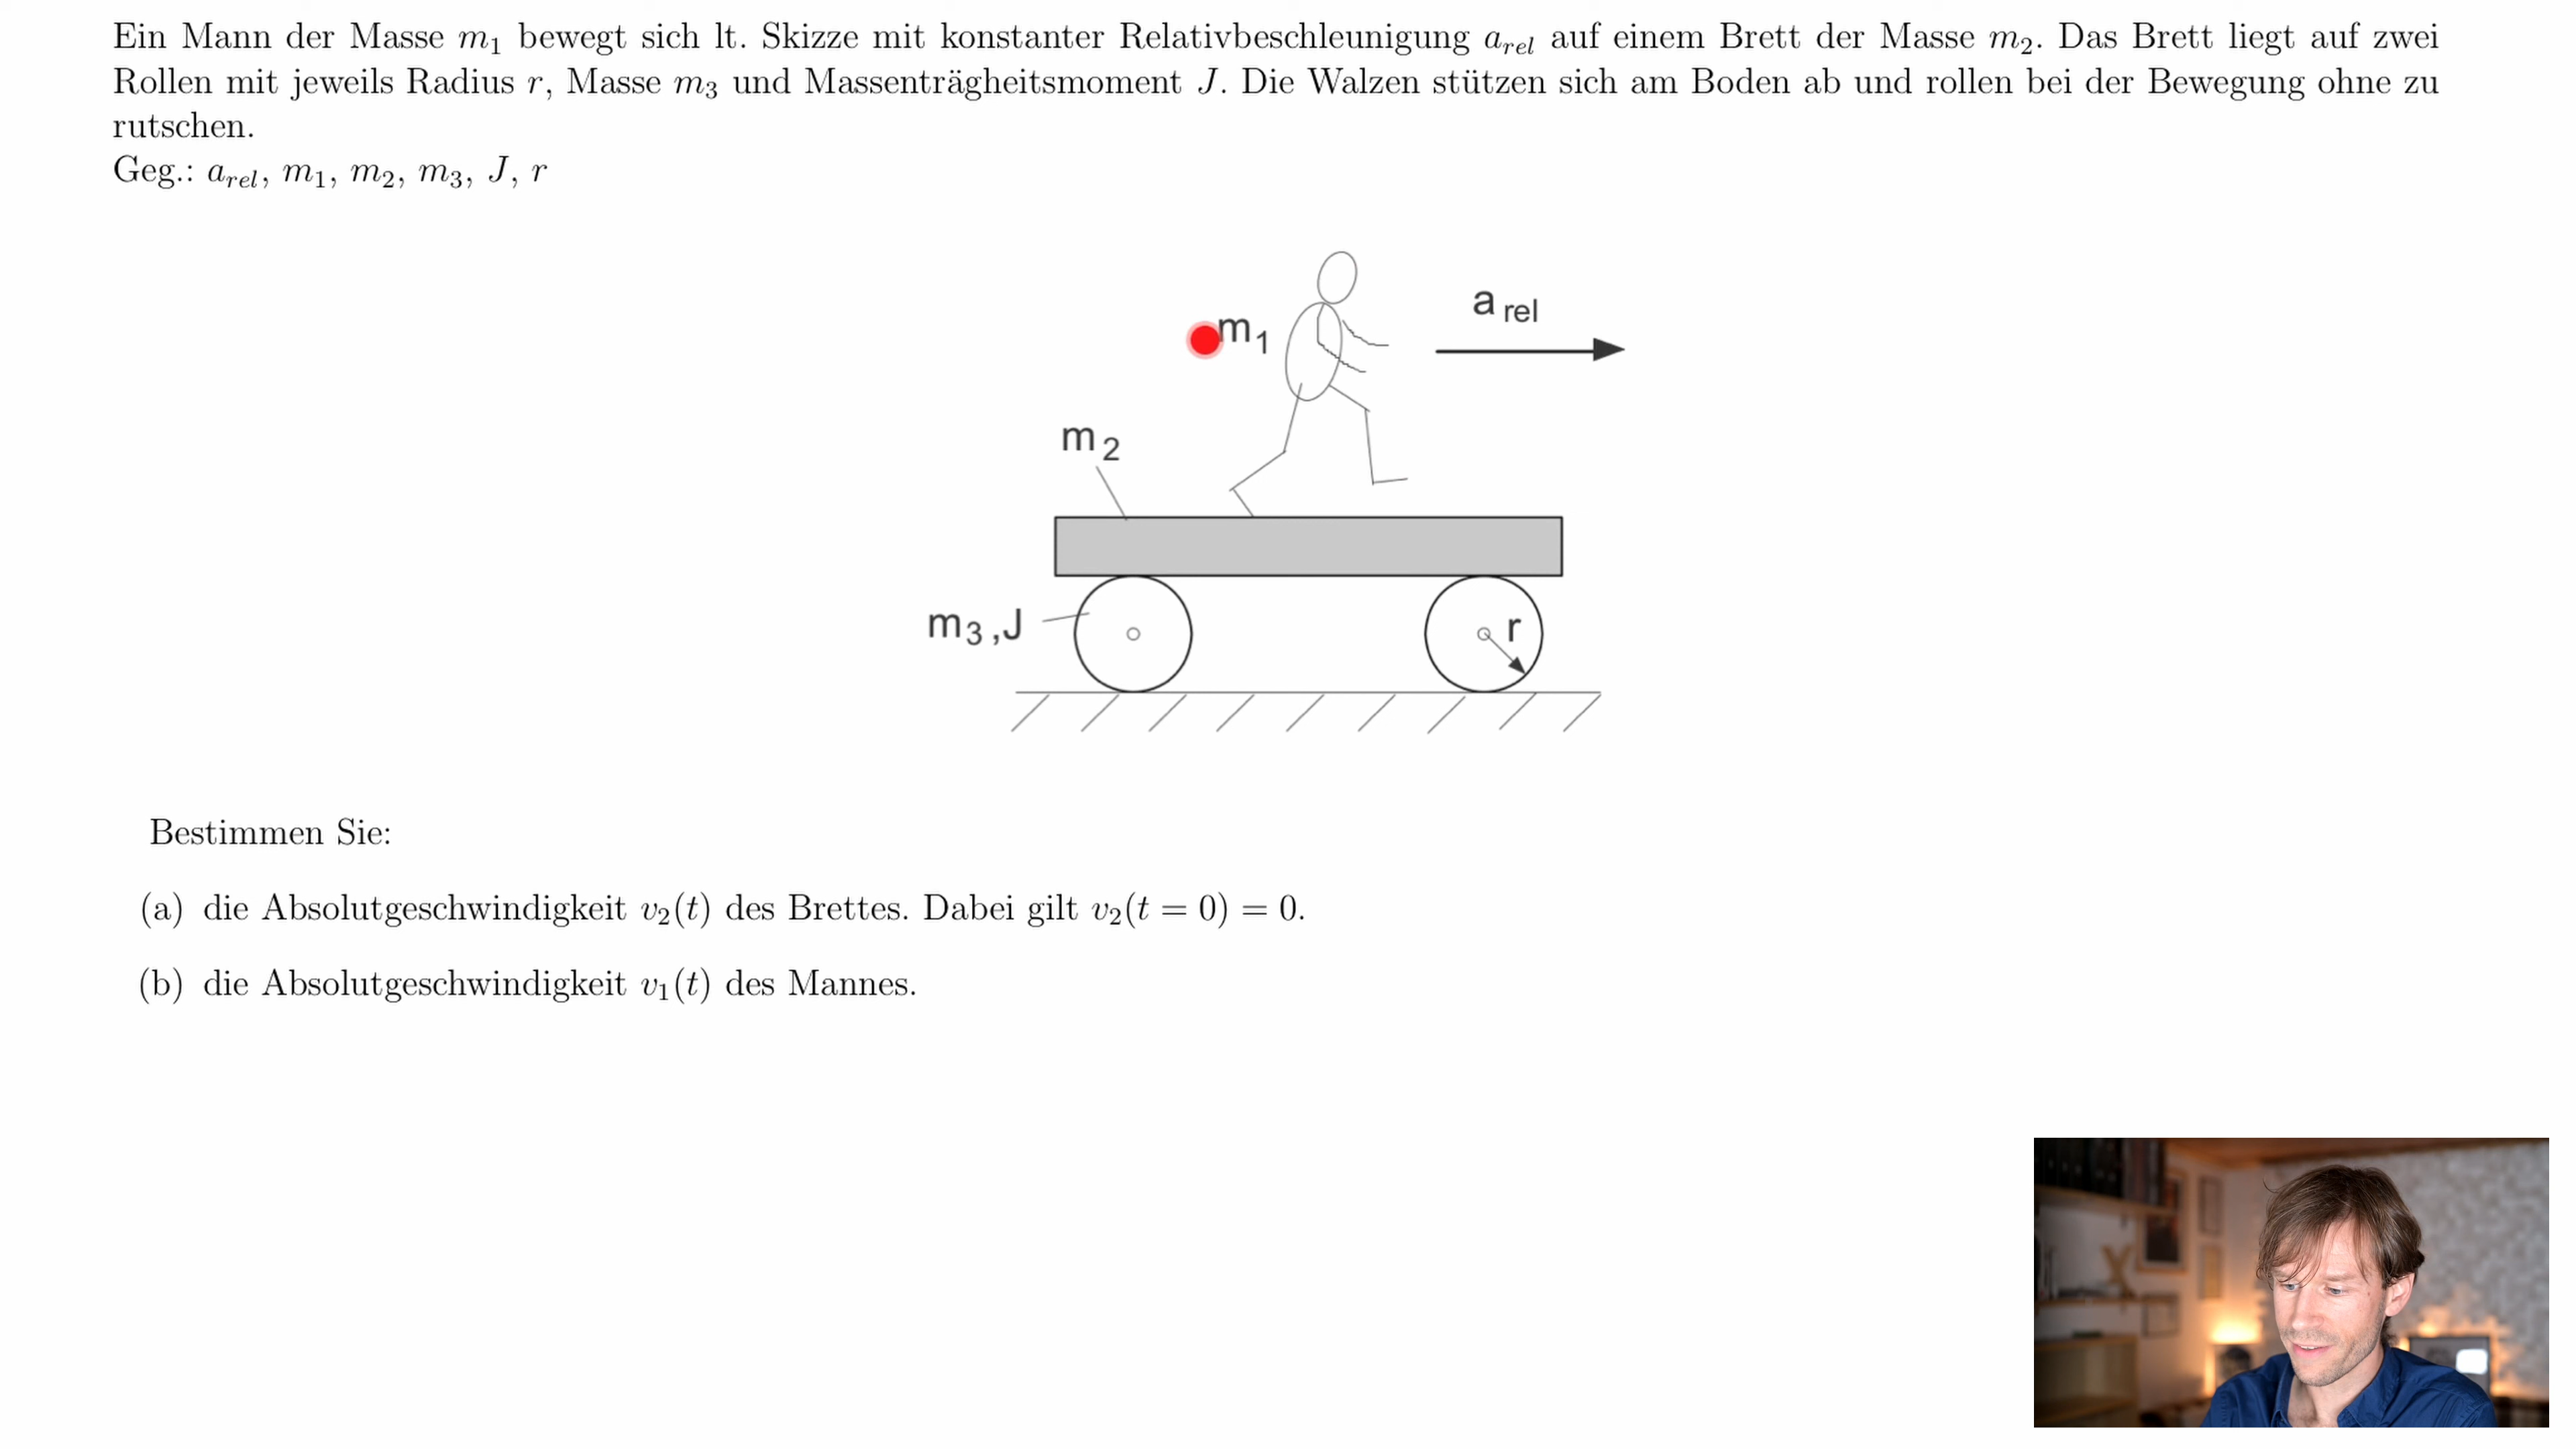 Ein Mann der Masse m₁ bewegt sich lt. Skizze mit konstanter Relativbeschleunigung a_rel auf einem Brett der Masse m₂. Das Brett liegt auf zwei
Rollen mit jeweils Radius r, Masse m₃ und Massenträgheitsmoment J. Die Walzen stützen sich am Boden ab und rollen bei der Bewegung ohne zu
rutschen.
Geg.: a_rel, m₁, m₂, m₃, J, r
a rel
m₁
m₂
m₃,J
r
Bestimmen Sie:
(a) die Absolutgeschwindigkeit v₂(t) des Brettes. Dabei gilt v₂(t = 0) = 0.
(b) die Absolutgeschwindigkeit v₁(t) des Mannes.